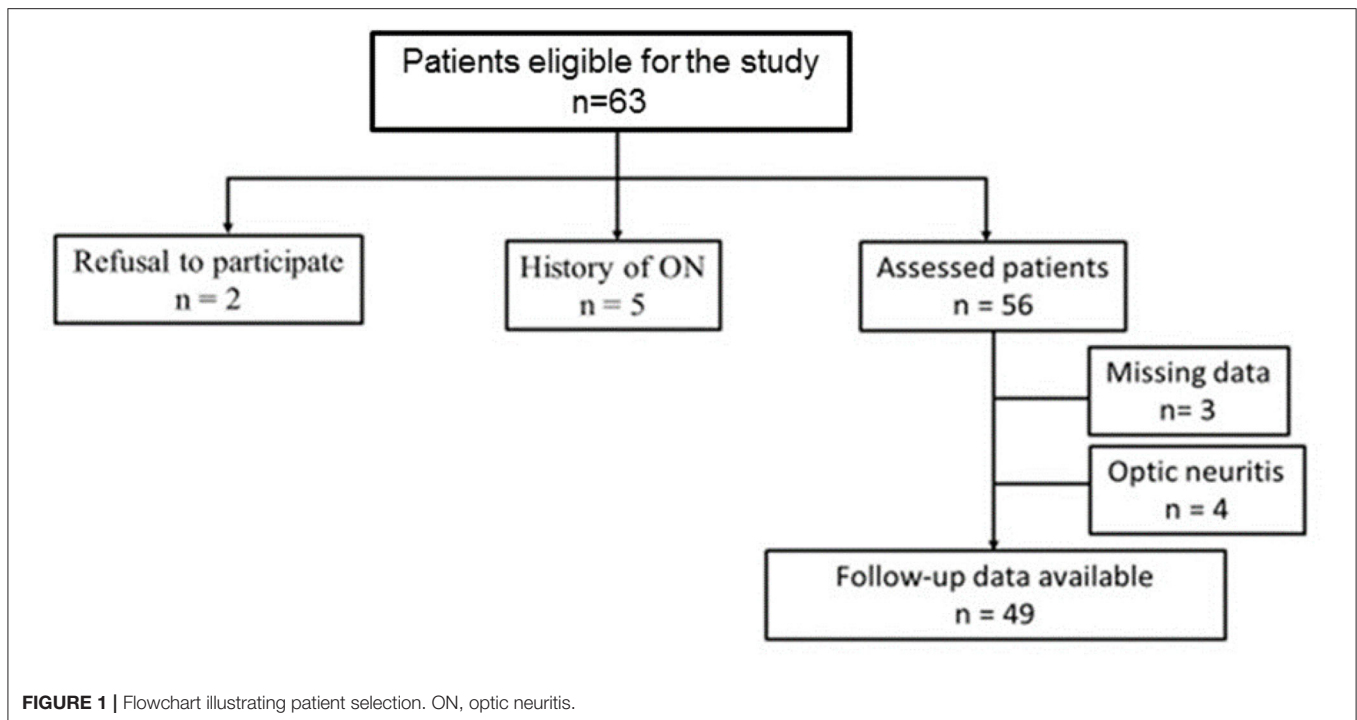 Patients eligible for the study
n=63
Refusal to participate
n = 2
History of ON
n = 5
Assessed patients
n = 56
Missing data
n= 3
Optic neuritis
n = 4
Follow-up data available
n = 49
FIGURE 1 | Flowchart illustrating patient selection. ON, optic neuritis.